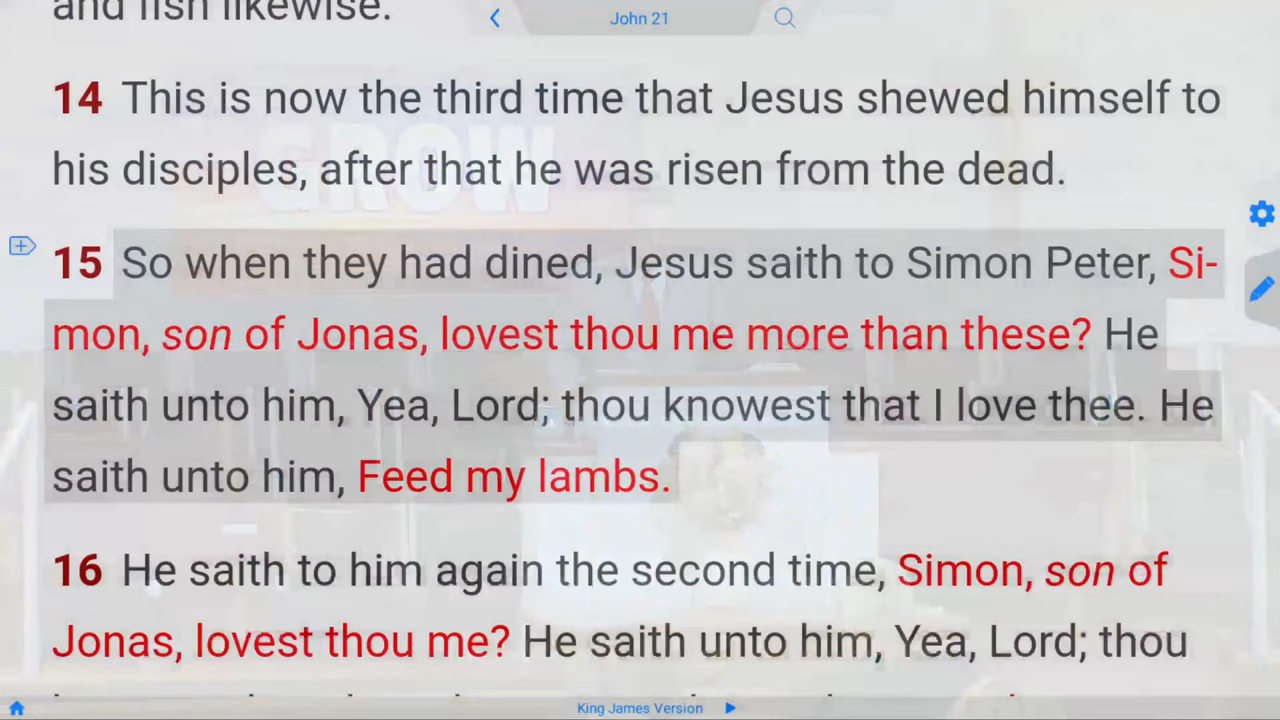 and fish likewise.
John 21
14 This is now the third time that Jesus shewed himself to
his disciples, after that he was risen from the dead.
15 So when they had dined, Jesus saith to Simon Peter, Si-
mon, son of Jonas, lovest thou me more than these? He
saith unto him, Yea, Lord; thou knowest that I love thee. He
saith unto him, Feed my lambs.
16 He saith to him again the second time, Simon, son of
Jonas, lovest thou me? He saith unto him, Yea, Lord; thou
King James Version
GROW